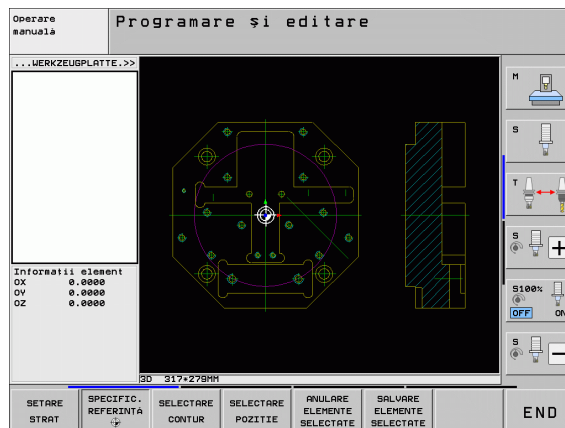 Operare
manuală
Programare și editare
...WERKZEUGPLATTE.>>
M
S
T
S
S100%
OFF
ON
S
Informații element
OX 0.0000
OY 0.0000
OZ 0.0000
3D 317*279MM
SETARE
STRAT
SPECIFIC.
REFERINȚĂ
SELECTARE
CONTUR
SELECTARE
POZITIE
ANULARE
ELEMENTE
SELECTATE
SALVARE
ELEMENTE
SELECTATE
END